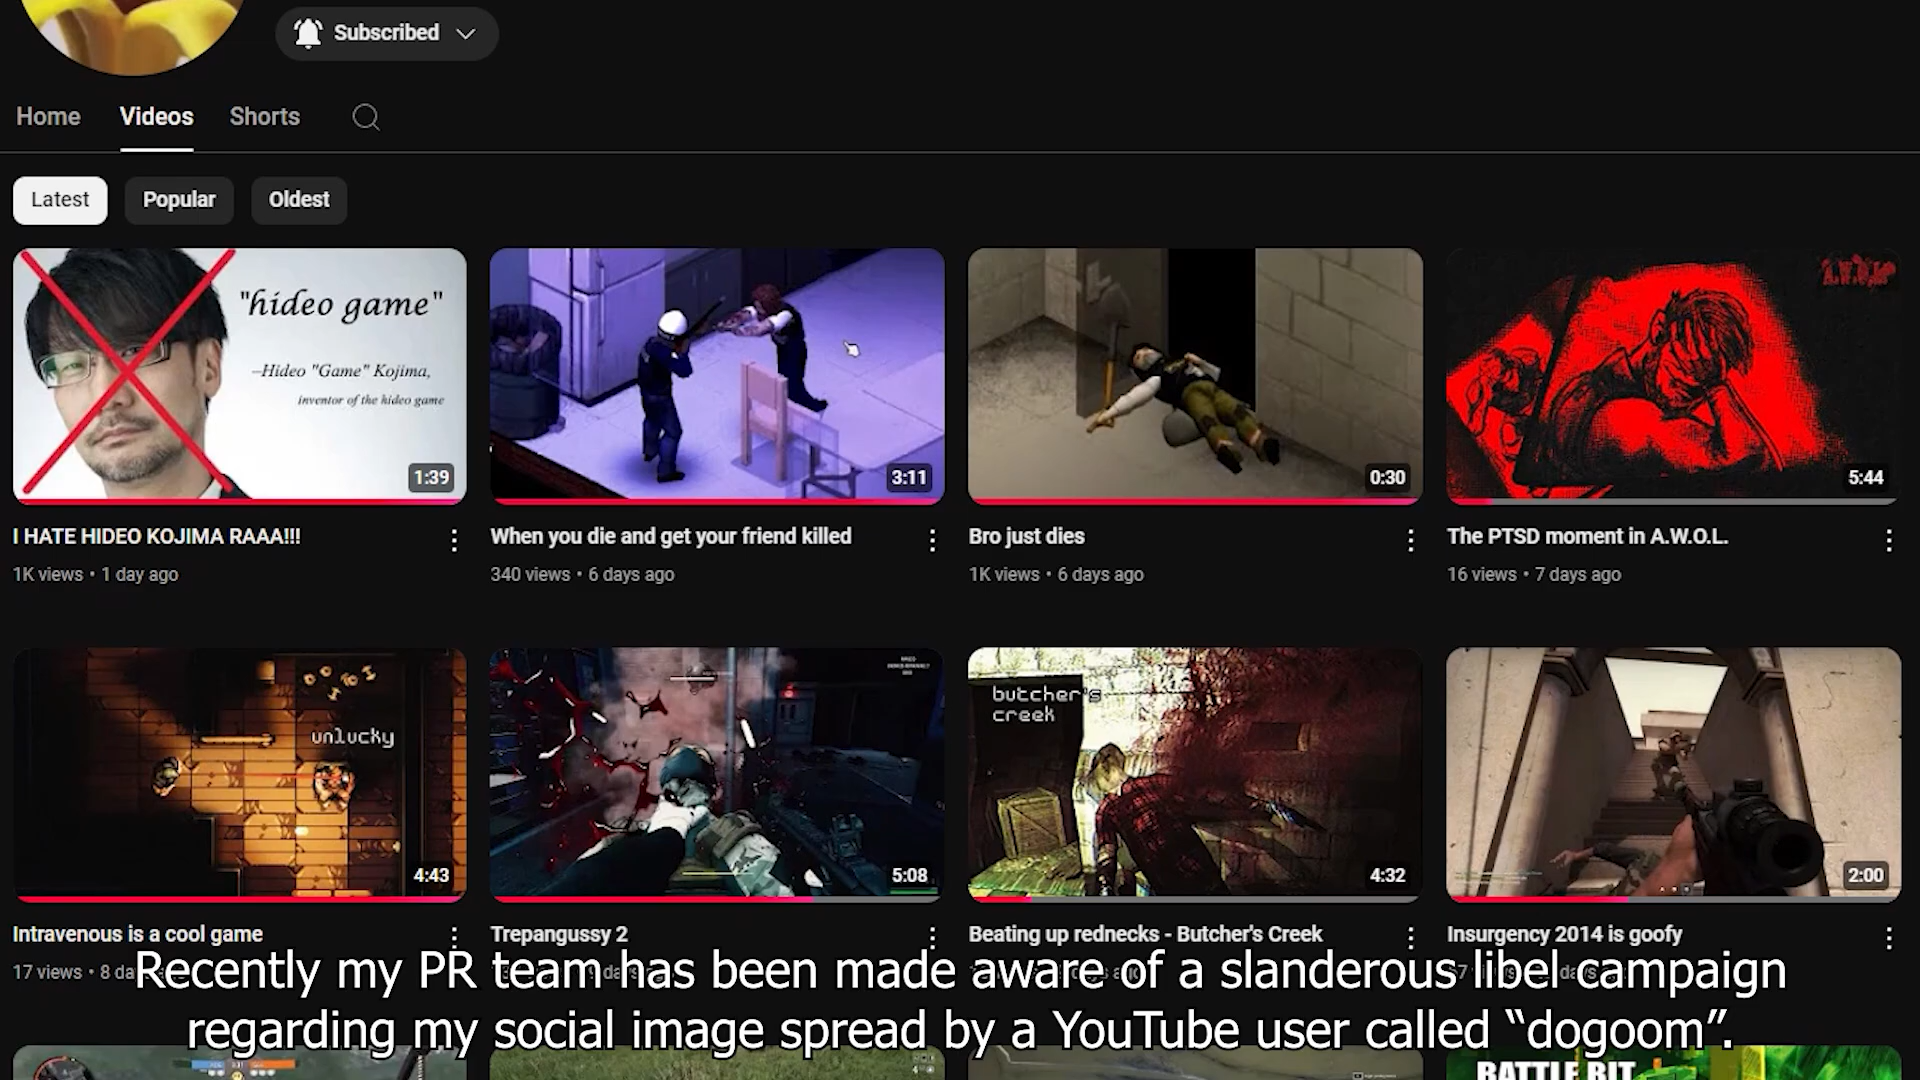 Subscribed
Home Videos Shorts
Latest Popular Oldest
"hideo game"
–Hideo "Game" Kojima,
inventor of the hideo game
1:39
3:11
0:30
A.W.O.L.
5:44
I HATE HIDEO KOJIMA RAAA!!!
1K views • 1 day ago
When you die and get your friend killed
340 views • 6 days ago
Bro just dies
1K views • 6 days ago
The PTSD moment in A.W.O.L.
16 views • 7 days ago
unlucky
4:43
5:08
butcher's
creek
4:32
2:00
Intravenous is a cool game
17 views • 8 da
Trepangussy 2
Beating up rednecks - Butcher's Creek
Insurgency 2014 is goofy
Recently my PR team has been made aware of a slanderous libel campaign
regarding my social image spread by a YouTube user called “dogoom”.
BATTLE BIT